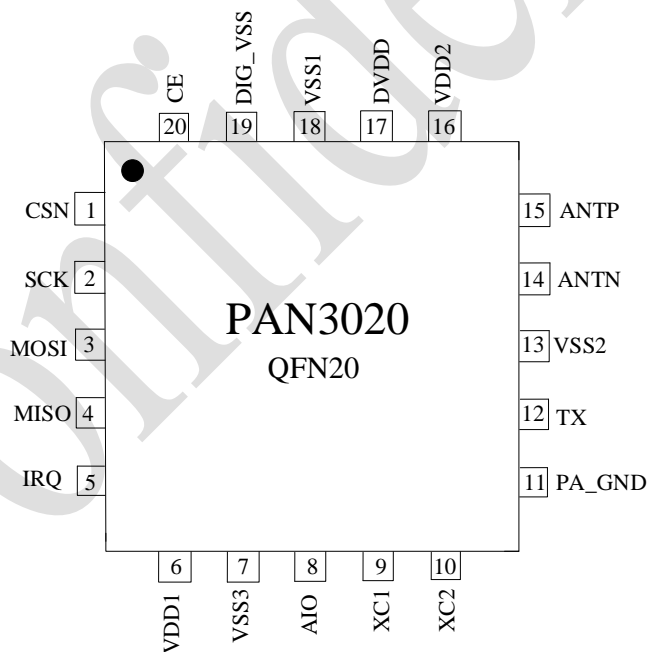 CE
DIG_VSS
VSS1
DVDD
VDD2
20
19
18
17
16
CSN 1
SCK 2
MOSI 3
MISO 4
IRQ 5
15 ANTP
14 ANTN
13 VSS2
12 TX
11 PA_GND
PAN3020
QFN20
6
7
8
9
10
VDD1
VSS3
AIO
XC1
XC2